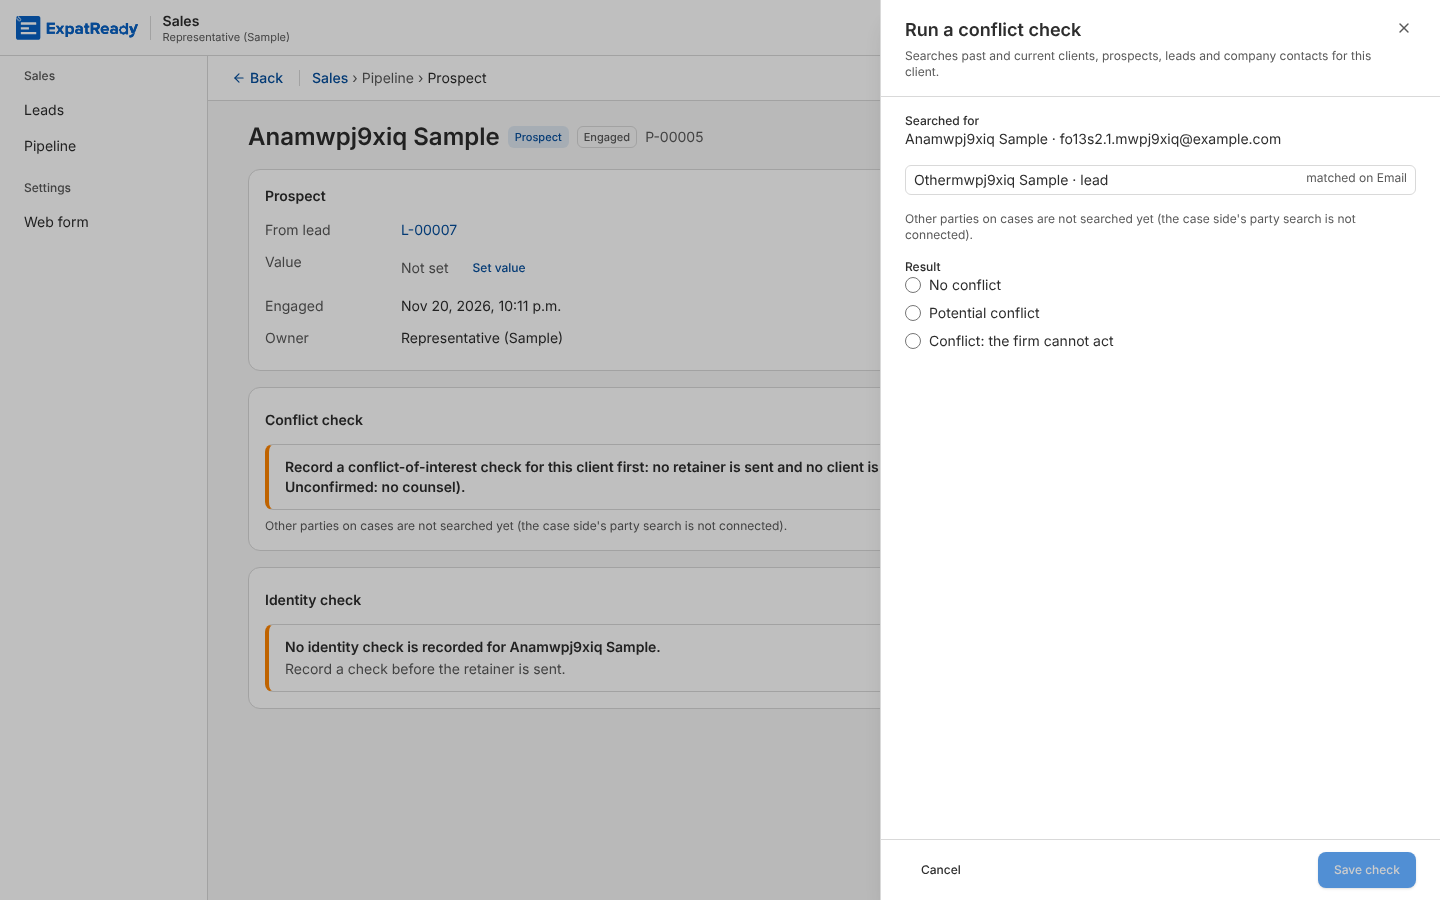 ExpatReady
Sales
Representative (Sample)
Sales
Leads
Pipeline
Settings
Web form
← Back
Sales › Pipeline › Prospect
Anamwpj9xiq Sample
Prospect
Engaged
P-00005
Prospect
From lead L-00007
Value Not set Set value
Engaged Nov 20, 2026, 10:11 p.m.
Owner Representative (Sample)
Conflict check
Record a conflict-of-interest check for this client first: no retainer is sent and no client is
Unconfirmed: no counsel).
Other parties on cases are not searched yet (the case side's party search is not connected).
Identity check
No identity check is recorded for Anamwpj9xiq Sample.
Record a check before the retainer is sent.
Run a conflict check
Searches past and current clients, prospects, leads and company contacts for this
client.
Searched for
Anamwpj9xiq Sample · fo13s2.1.mwpj9xiq@example.com
Othermwpj9xiq Sample · lead matched on Email
Other parties on cases are not searched yet (the case side's party search is not
connected).
Result
No conflict
Potential conflict
Conflict: the firm cannot act
Cancel
Save check